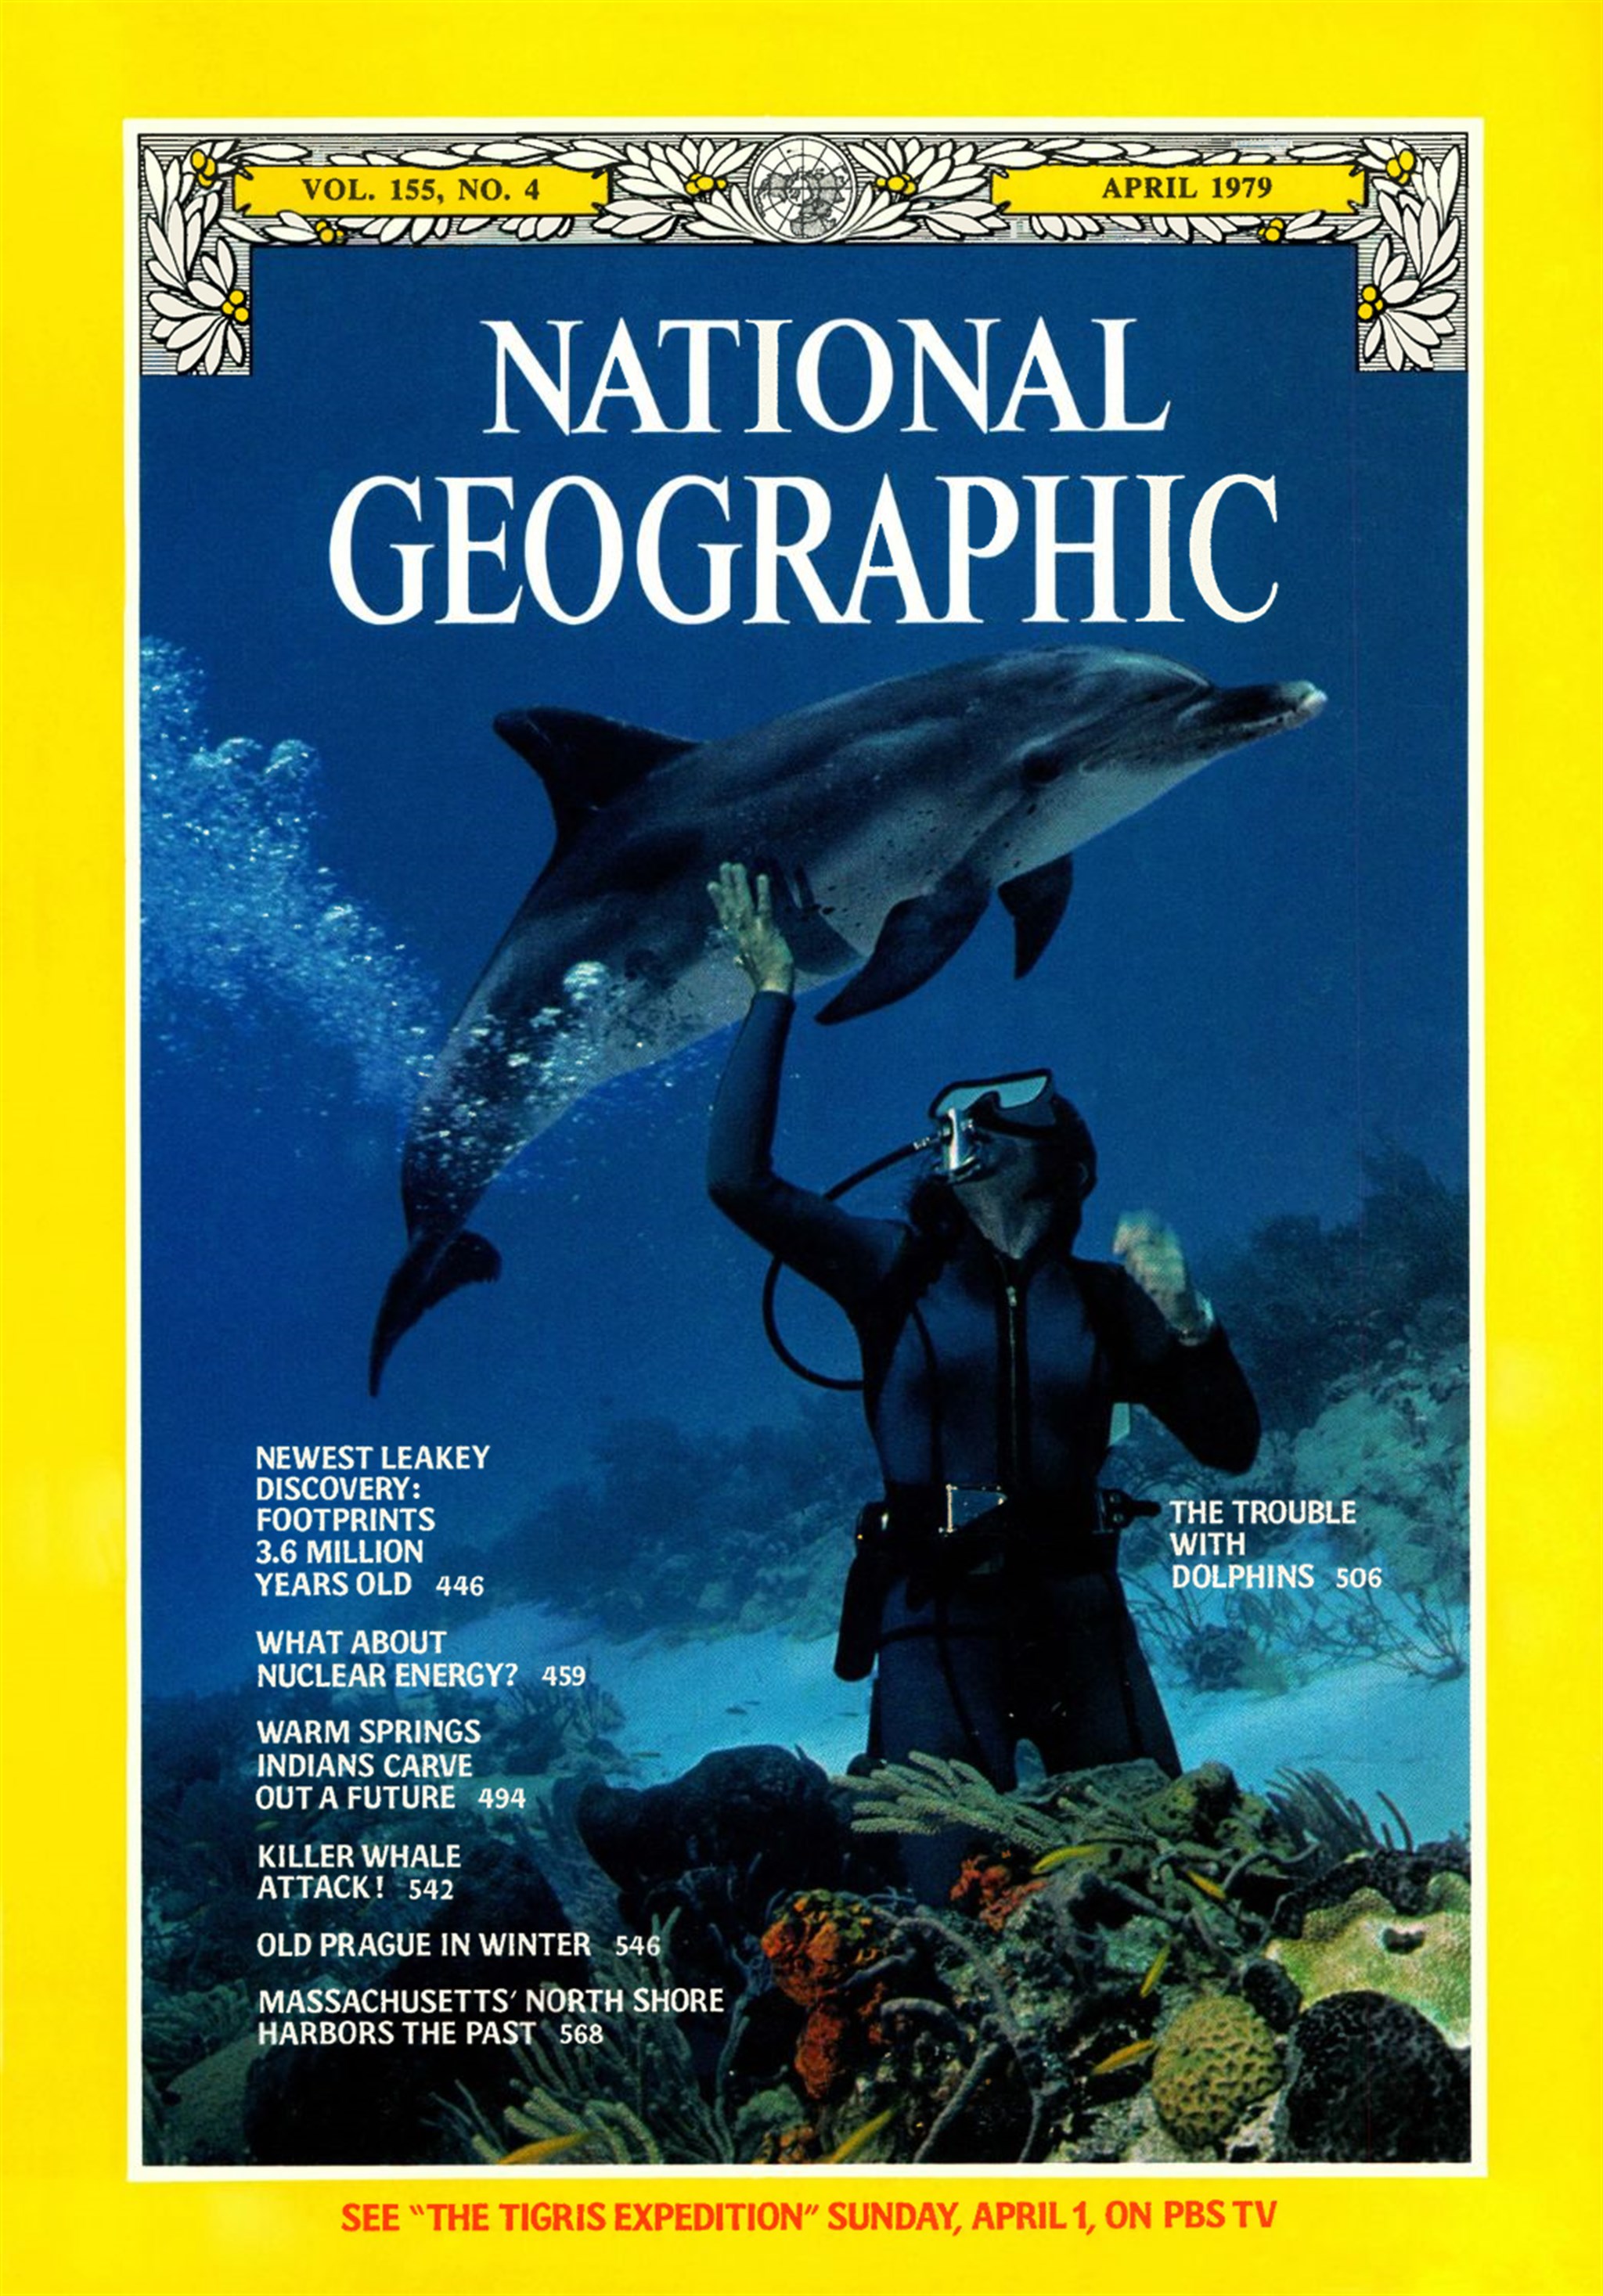 VOL. 155, NO. 4
APRIL 1979
NATIONAL
GEOGRAPHIC
NEWEST LEAKEY
DISCOVERY:
FOOTPRINTS
3.6 MILLION
YEARS OLD 446
WHAT ABOUT
NUCLEAR ENERGY? 459
WARM SPRINGS
INDIANS CARVE
OUT A FUTURE 494
KILLER WHALE
ATTACK! 542
OLD PRAGUE IN WINTER 546
MASSACHUSETTS' NORTH SHORE
HARBORS THE PAST 568
THE TROUBLE
WITH
DOLPHINS 506
SEE "THE TIGRIS EXPEDITION" SUNDAY, APRIL 1, ON PBS TV